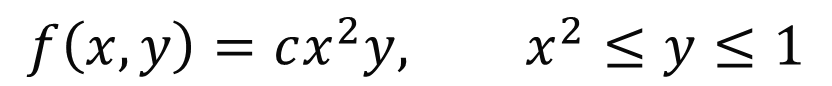 f(x, y) = cx²y, x² ≤ y ≤ 1